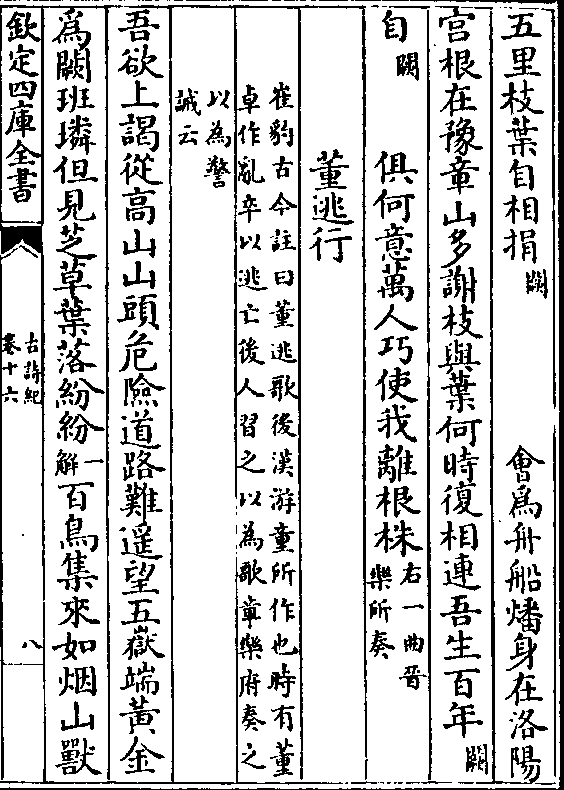 五里枝葉自相捐闕　會爲舟船燔身在洛陽
宫根在豫章山多謝枝與葉何時復相連吾生百年闕
自闕　俱何意萬人巧使我離根株右一曲晉樂所奏
董逃行
崔豹古今註曰董逃歌後漢游童所作也時有董
卓作亂卒以逃亡後人習之以為歌章樂府奏之
以為警
誡云
吾欲上謁從高山山頭危險道路難遥望五嶽端黄金
爲闕班璘但見芝草葉落紛紛一解百鳥集來如烟山獸
欽定四庫全書
古詩紀
卷十六
八